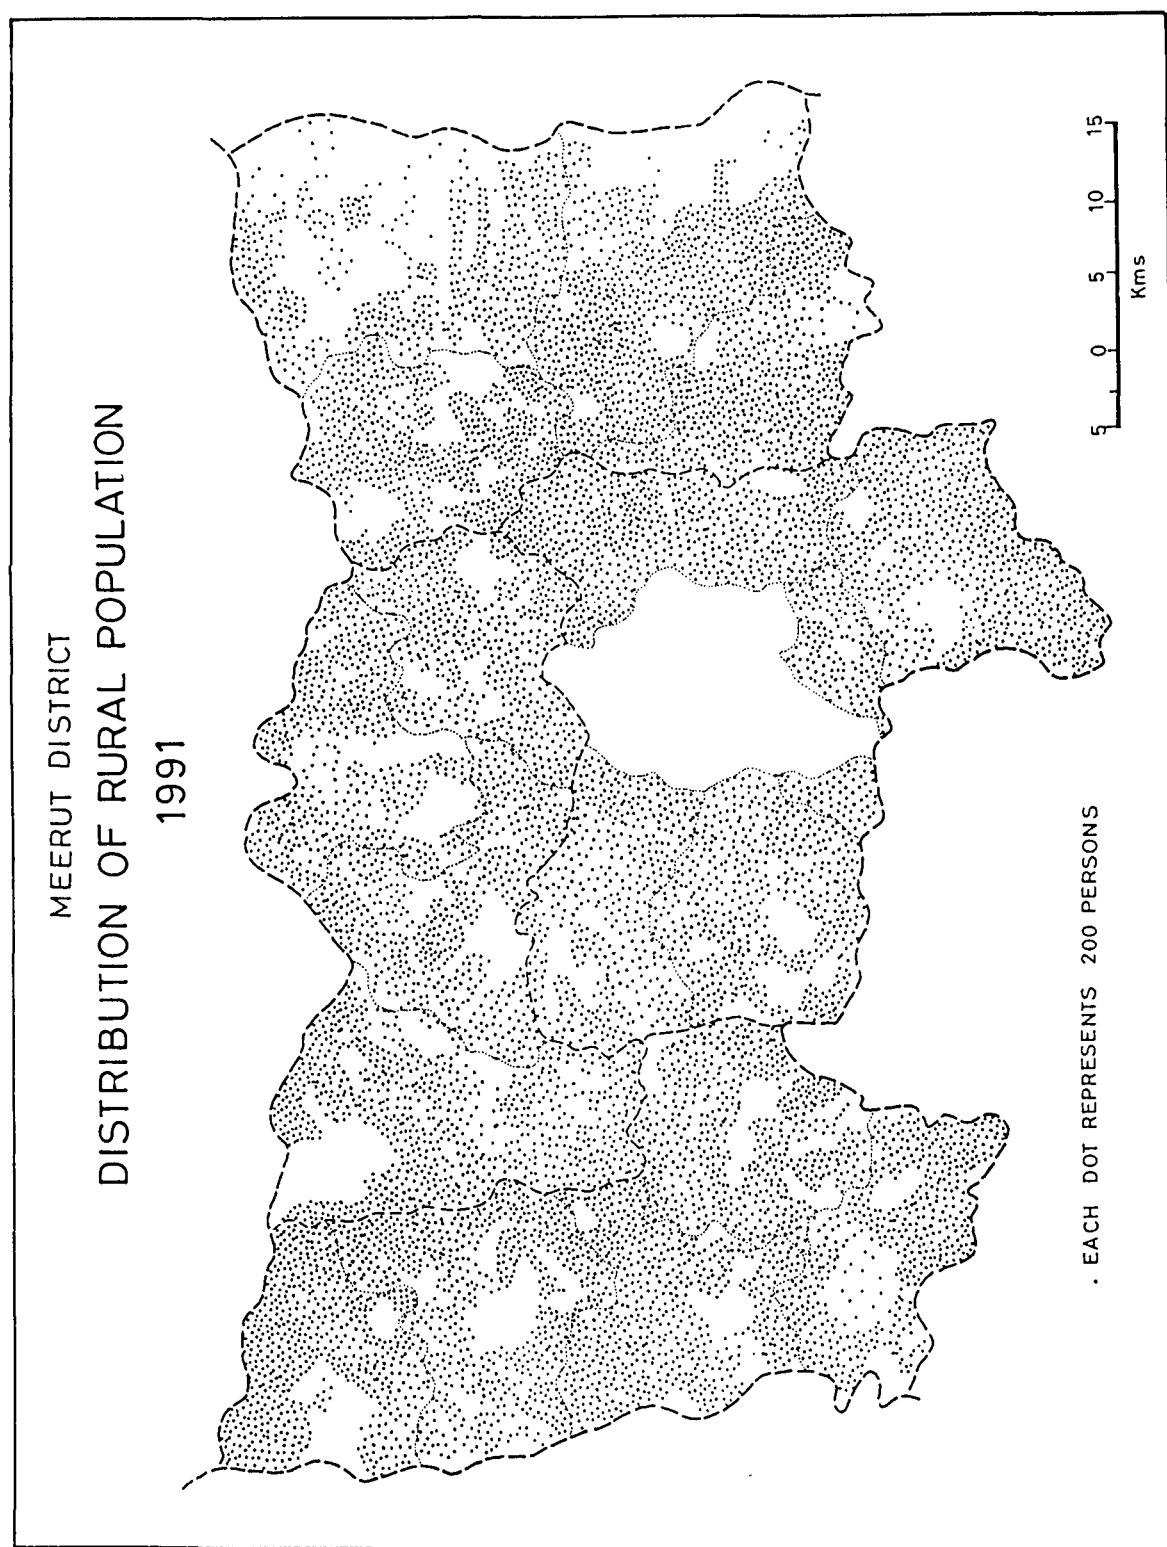 MEERUT DISTRICT
DISTRIBUTION OF RURAL POPULATION
1991
5 0 5 10 15
Kms
. EACH DOT REPRESENTS 200 PERSONS